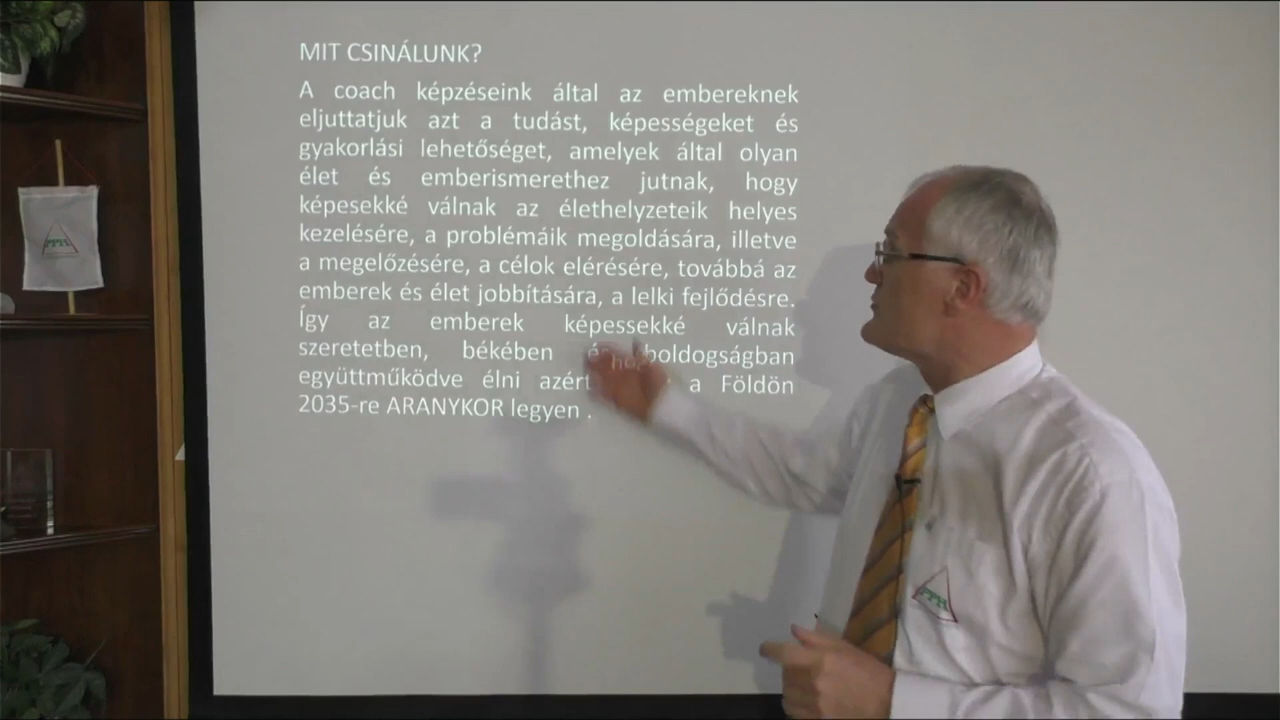 MIT CSINÁLUNK?
A coach képzéseink által az embereknek
eljuttatjuk azt a tudást, képességeket és
gyakorlási lehetőséget, amelyek által olyan
élet és emberismerethez jutnak, hogy
képesekké válnak az élethelyzeteik helyes
kezelésére, a problémáik megoldására, illetve
a megelőzésére, a célok elérésére, továbbá az
emberek és élet jobbítására, a lelki fejlődésre.
Így az emberek képessekké válnak
szeretetben, békében és boldogságban
együttműködve élni azért hogy a Földön
2035-re ARANYKOR legyen .